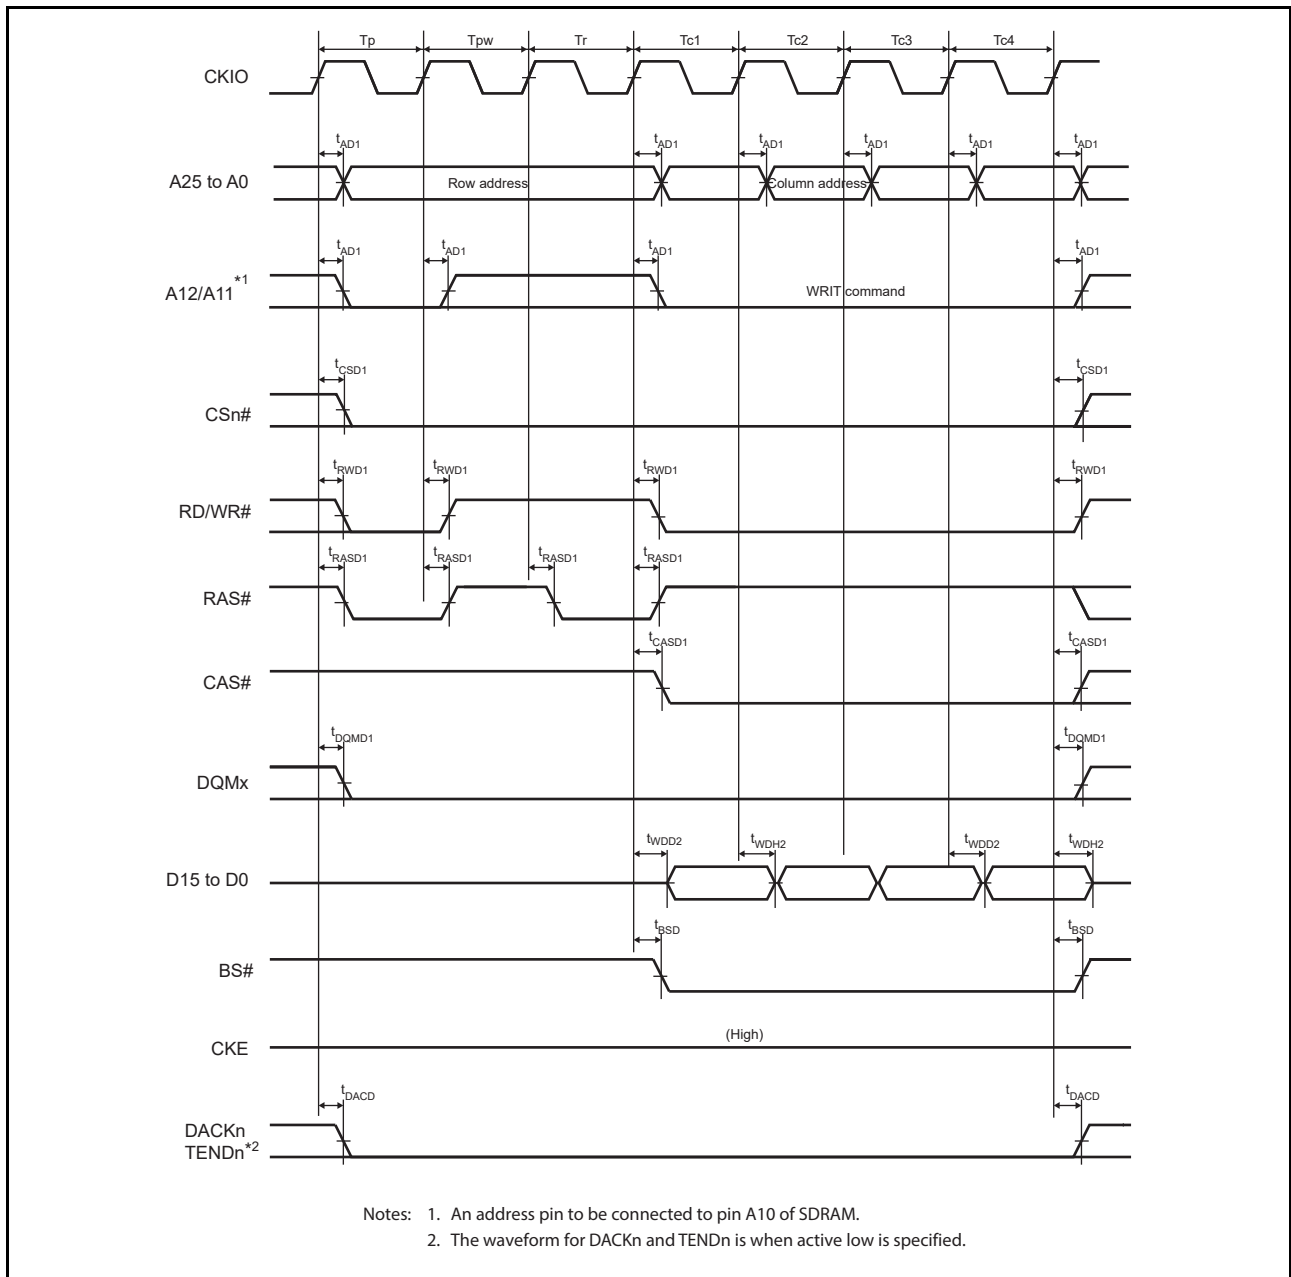 Tp Tpw Tr Tc1 Tc2 Tc3 Tc4
CKIO
tAD1 tAD1 tAD1 tAD1 tAD1 tAD1
A25 to A0 Row address Column address
tAD1 tAD1 tAD1 tAD1
A12/A11*1 WRIT command
tCSD1 tCSD1
CSn#
tRWD1 tRWD1 tRWD1 tRWD1
RD/WR#
tRASD1 tRASD1 tRASD1 tRASD1
RAS#
tCASD1 tCASD1
CAS#
tDQMD1 tDQMD1
DQMx
tWDD2 tWDH2 tWDD2 tWDH2
D15 to D0
tBSD tBSD
BS#
(High)
CKE
tDACD tDACD
DACKn
TENDn*2
Notes: 1. An address pin to be connected to pin A10 of SDRAM.
2. The waveform for DACKn and TENDn is when active low is specified.